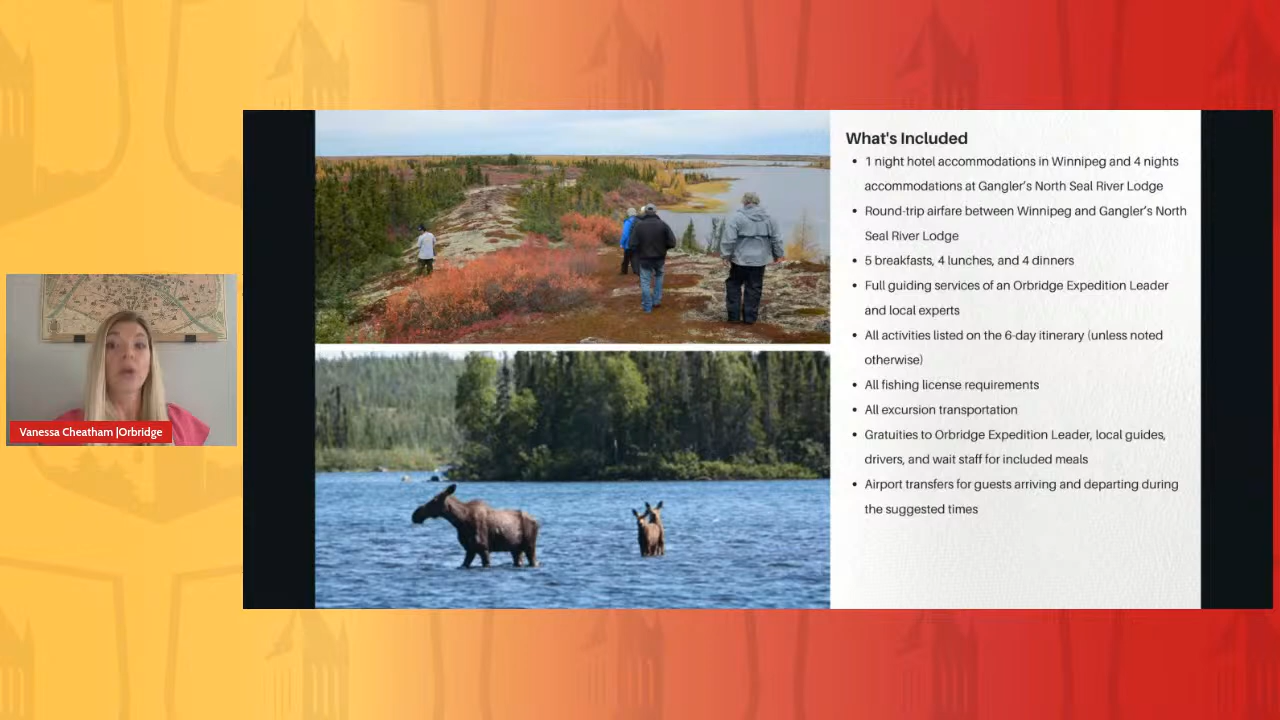 What's Included
• 1 night hotel accommodations in Winnipeg and 4 nights
accommodations at Gangler's North Seal River Lodge
• Round-trip airfare between Winnipeg and Gangler's North
Seal River Lodge
• 5 breakfasts, 4 lunches, and 4 dinners
• Full guiding services of an Orbridge Expedition Leader
and local experts
• All activities listed on the 6-day itinerary (unless noted
otherwise)
• All fishing license requirements
• All excursion transportation
• Gratuities to Orbridge Expedition Leader, local guides,
drivers, and wait staff for included meals
• Airport transfers for guests arriving and departing during
the suggested times
Vanessa Cheatham |Orbridge